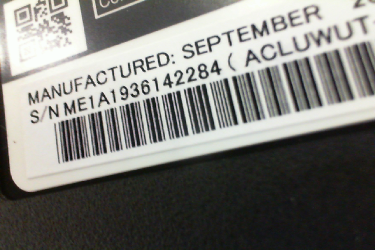 MANUFACTURED: SEPTEMBER
S/N ME1A1936142284 ( ACLUWUT-